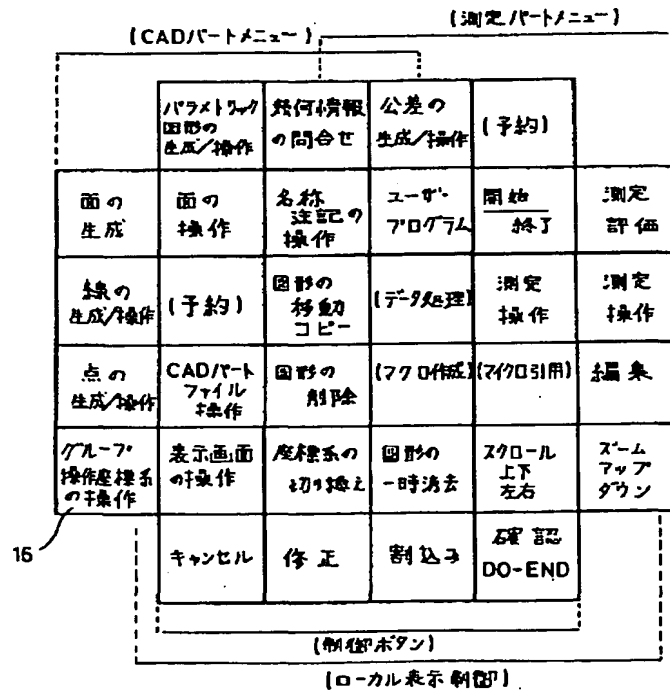 (測定パートメニュー)
(CADパートメニュー)
パラメトリック
図形の
生成/操作
幾何情報
の問合せ
公差の
生成/操作
(予約)
面の
生成
面の
操作
名称
注記の
操作
ユーザー
プログラム
開始
終了
測定
評価
線の
生成/操作
(予約)
図形の
移動
コピー
(データ処理)
測定
操作
測定
操作
点の
生成/操作
CADパート
ファイル
操作
図形の
削除
(マクロ作成)
(マイクロ引用)
編集
グループ
操作座標系
の操作
表示画面
の操作
座標系の
切り換え
図形の
一時消去
スクロール
上下
左右
ズーム
アップ
ダウン
15
キャンセル
修正
割込み
確認
DO-END
(制御ボタン)
(ローカル表示制御)